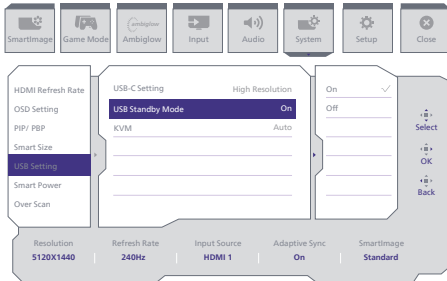 ambiglow
SmartImage Game Mode Ambiglow Input Audio System Setup Close
HDMI Refresh Rate USB-C Setting High Resolution On
OSD Setting USB Standby Mode On Off
PIP/ PBP KVM Auto
Select
Smart Size
OK
USB Setting
Smart Power
Back
Over Scan
Resolution Refresh Rate Input Source Adaptive Sync SmartImage
5120X1440 240Hz HDMI 1 On Standard